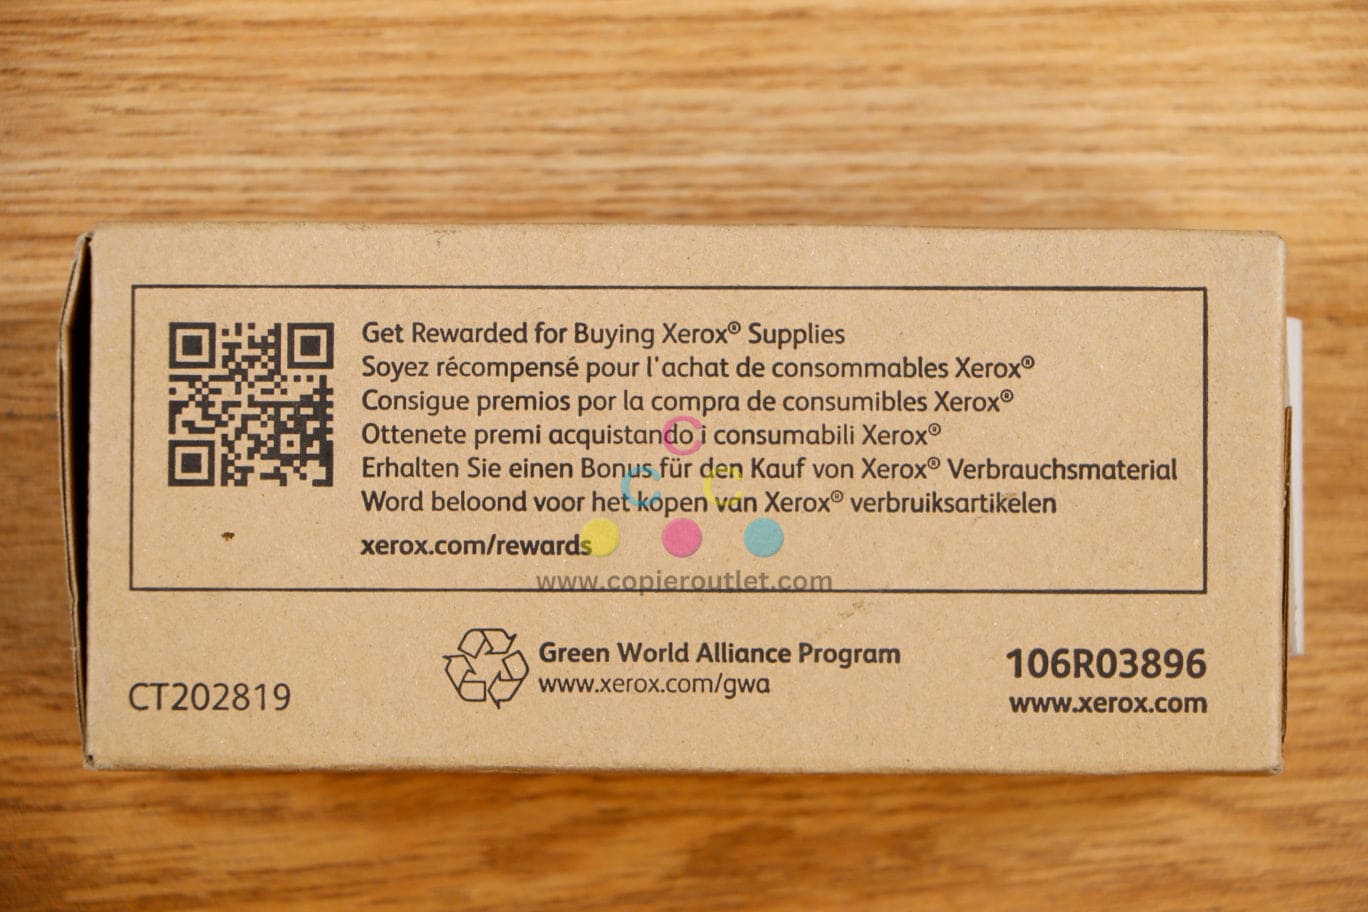 Get Rewarded for Buying Xerox® Supplies
Soyez récompensé pour l'achat de consommables Xerox®
Consigue premios por la compra de consumibles Xerox®
Ottenete premi acquistando i consumabili Xerox®
Erhalten Sie einen Bonus für den Kauf von Xerox® Verbrauchsmaterial
Word beloond voor het kopen van Xerox® verbruiksartikelen
xerox.com/rewards
C
C C
www.copieroutlet.com
Green World Alliance Program
www.xerox.com/gwa
CT202819
106R03896
www.xerox.com